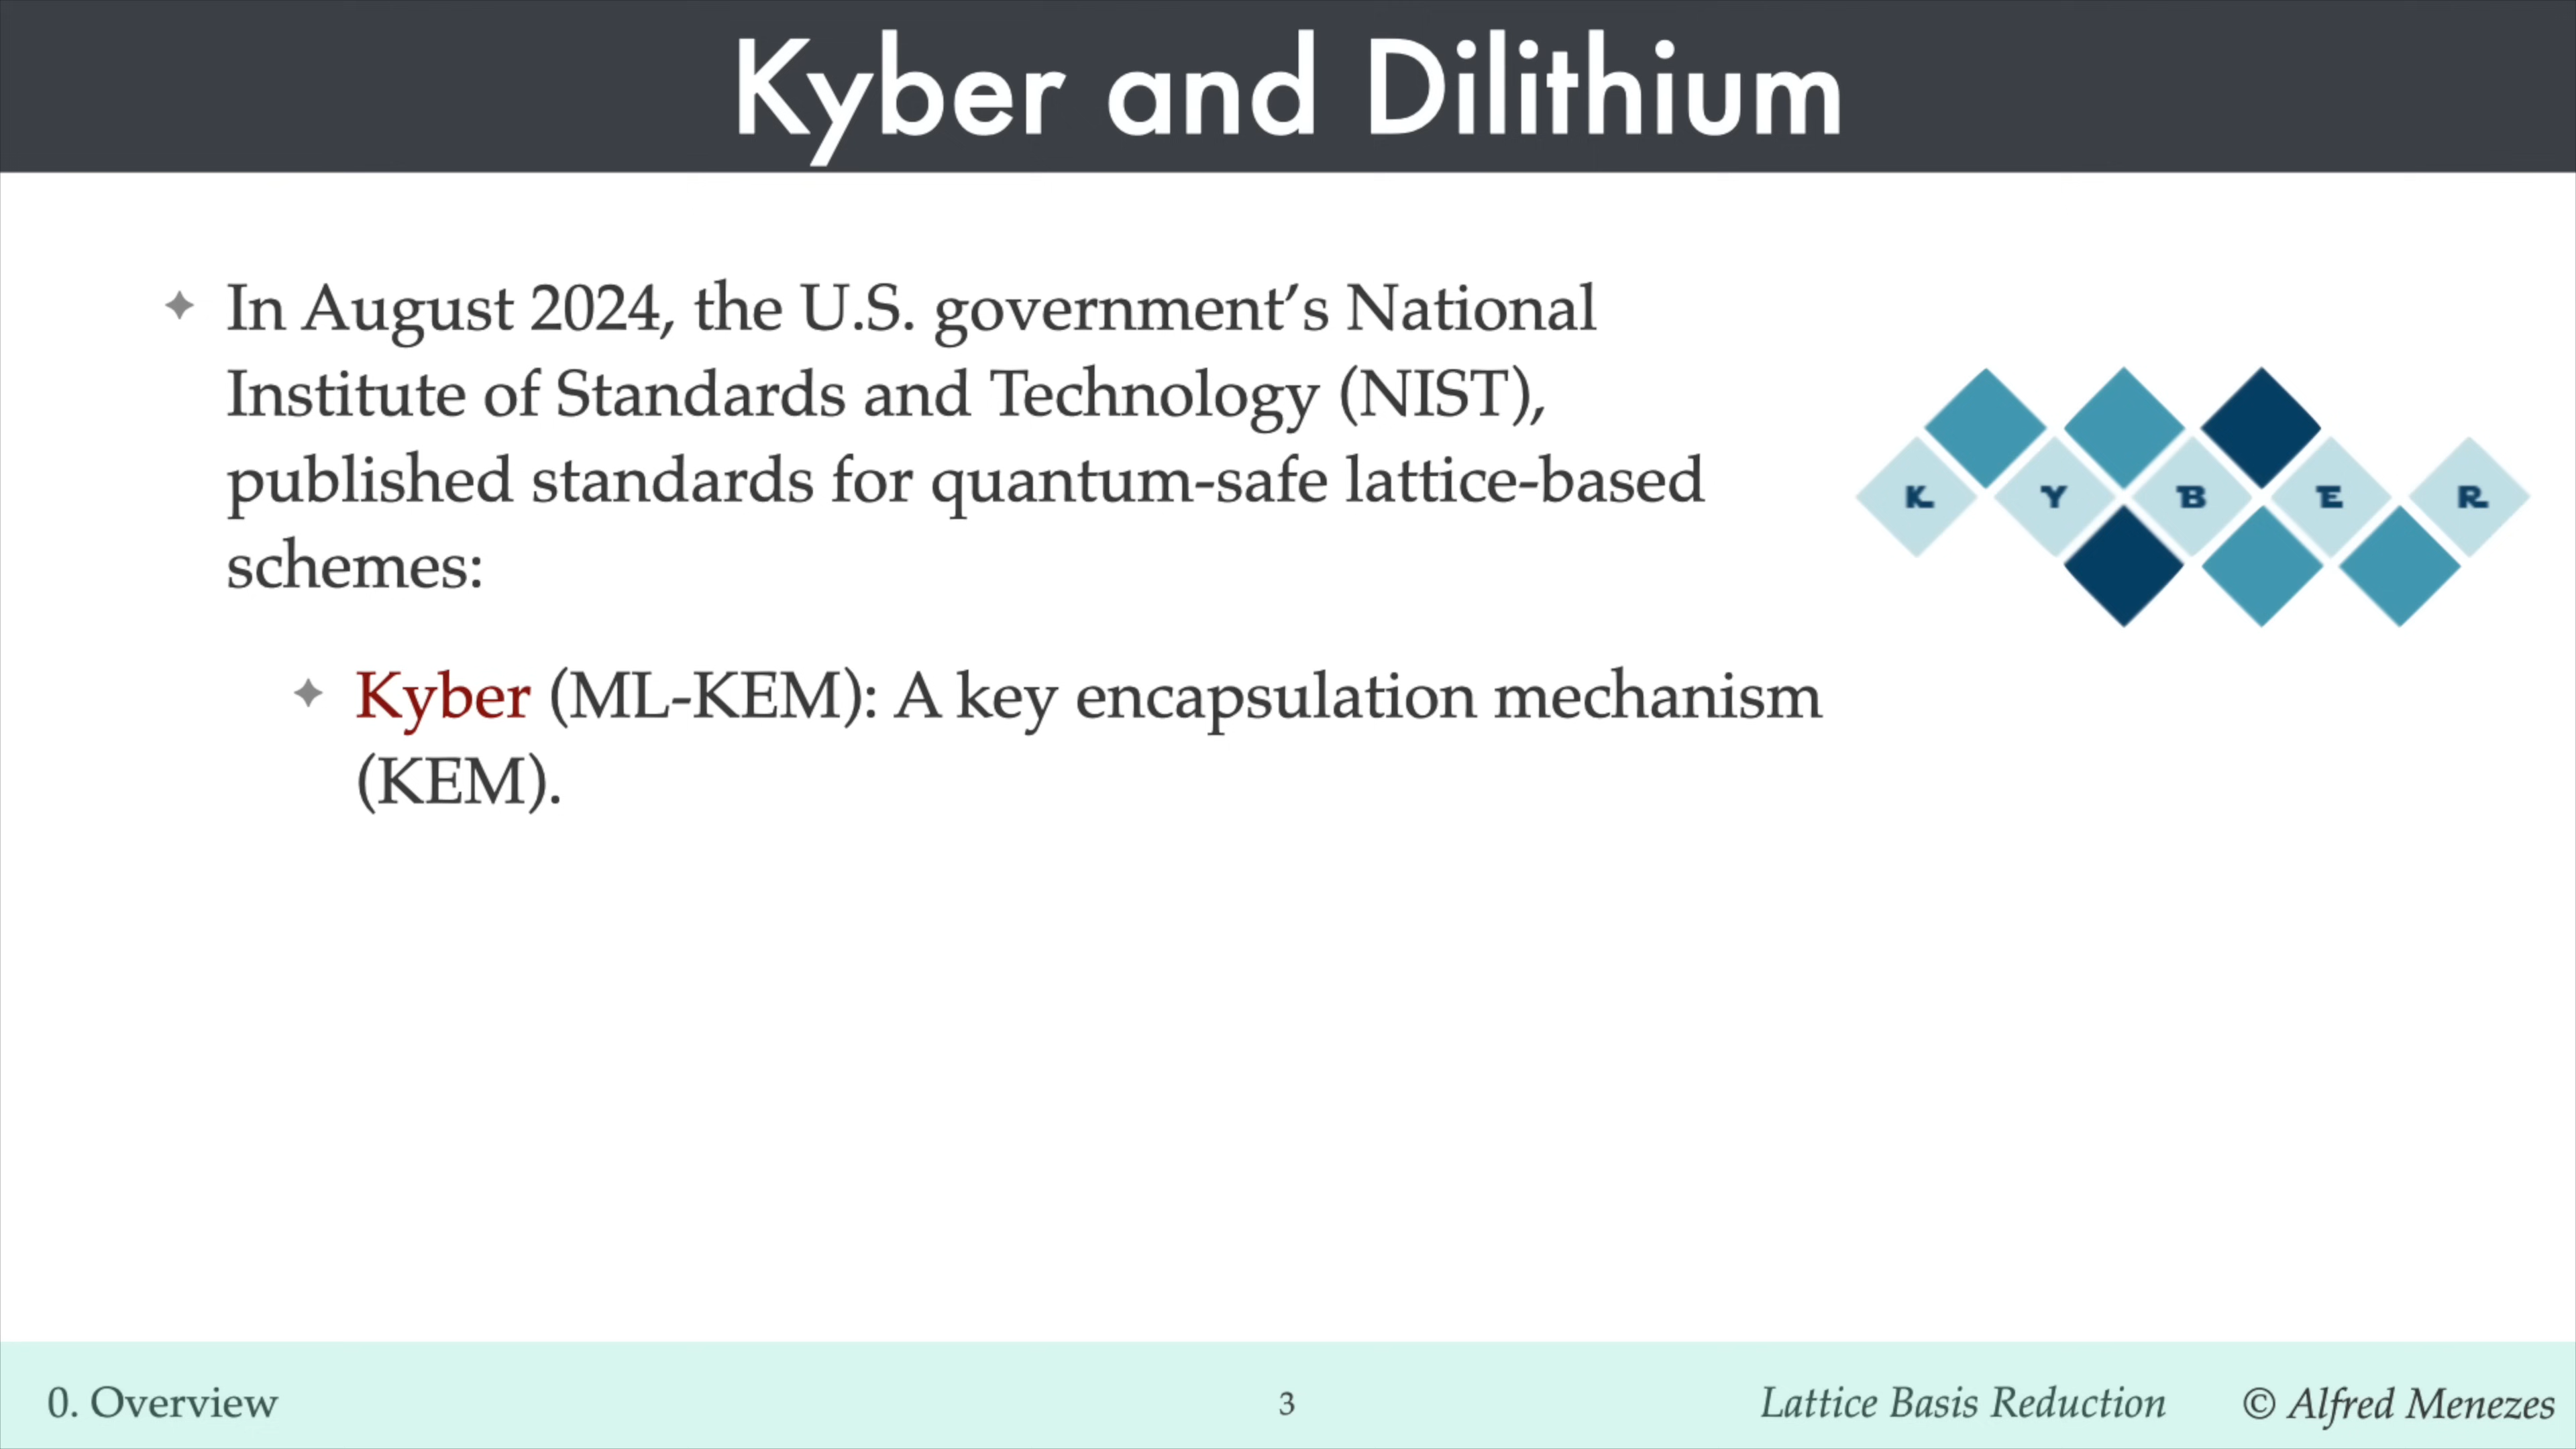 Kyber and Dilithium
In August 2024, the U.S. government's National
Institute of Standards and Technology (NIST),
published standards for quantum-safe lattice-based
schemes:
K Y B E R
Kyber (ML-KEM): A key encapsulation mechanism
(KEM).
0. Overview
3
Lattice Basis Reduction
© Alfred Menezes